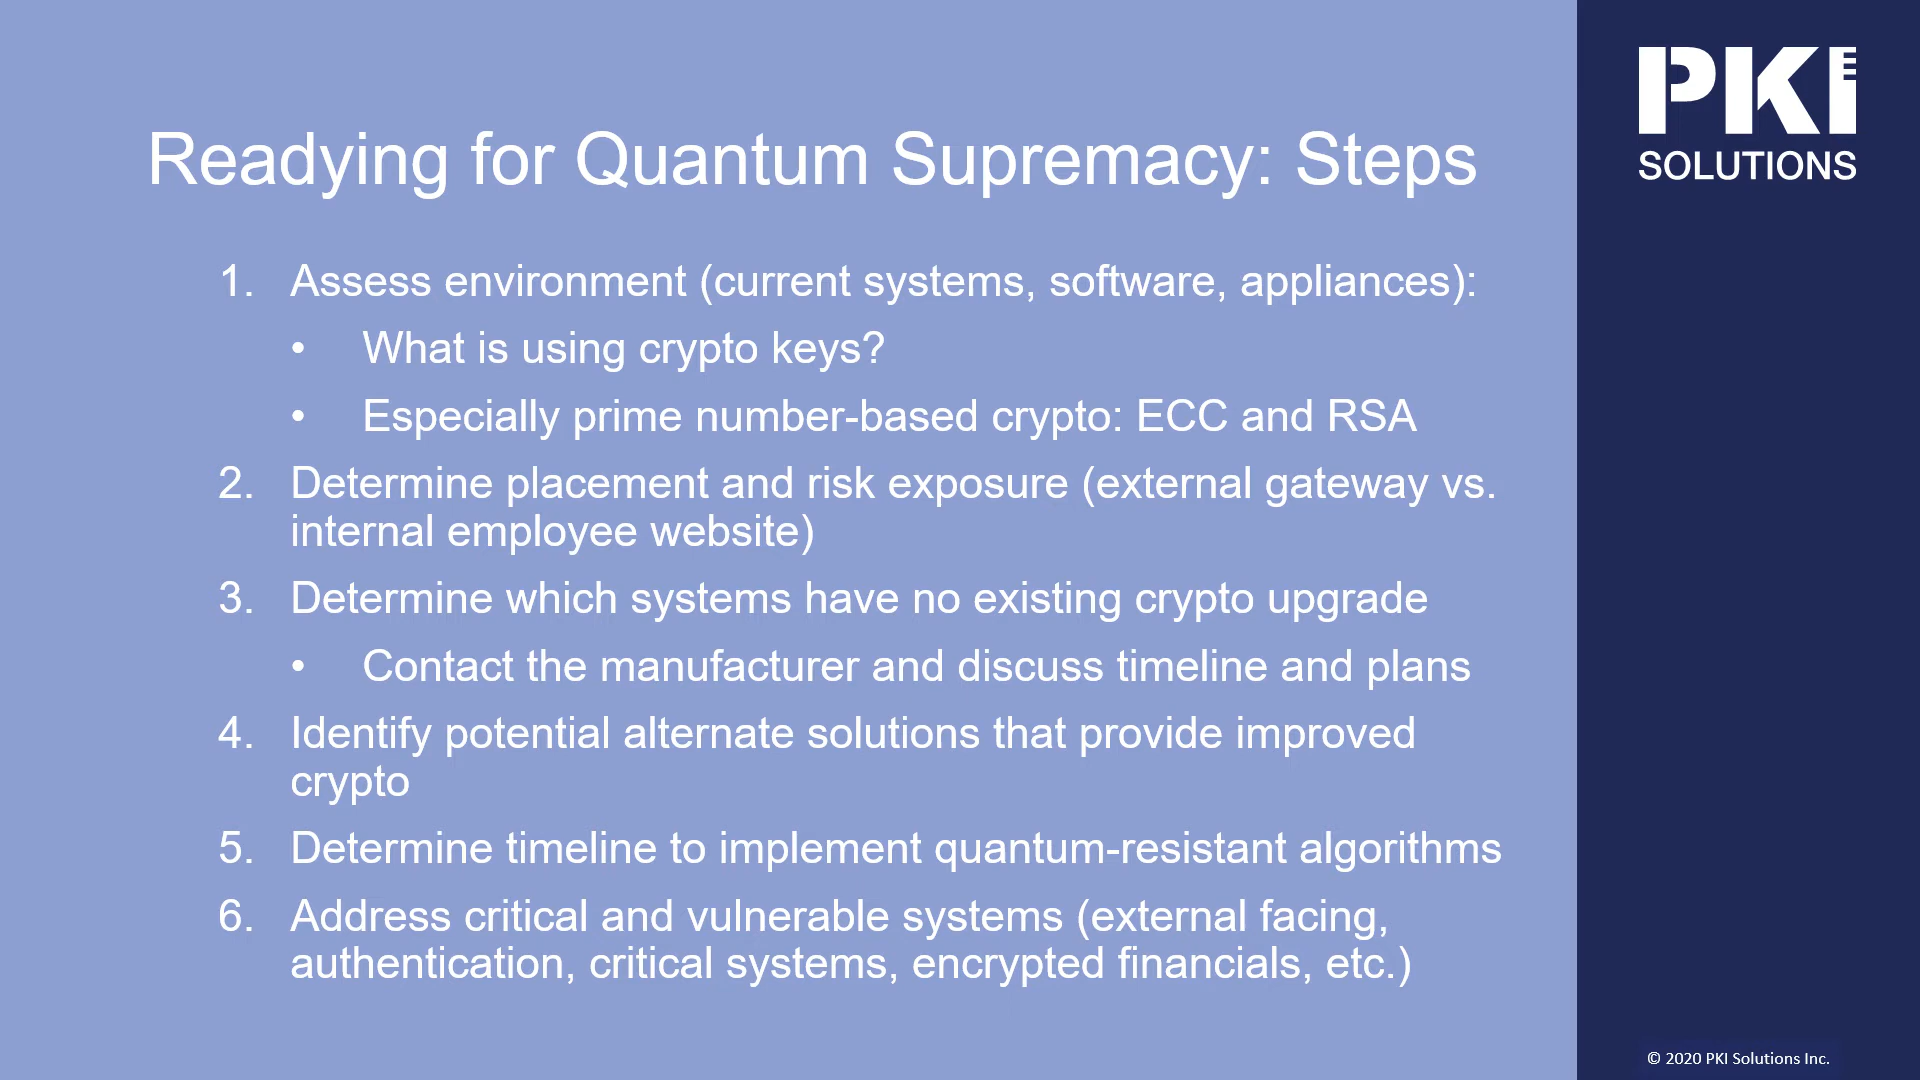 Readying for Quantum Supremacy: Steps
1. Assess environment (current systems, software, appliances):
• What is using crypto keys?
• Especially prime number-based crypto: ECC and RSA
2. Determine placement and risk exposure (external gateway vs.
internal employee website)
3. Determine which systems have no existing crypto upgrade
• Contact the manufacturer and discuss timeline and plans
4. Identify potential alternate solutions that provide improved
crypto
5. Determine timeline to implement quantum-resistant algorithms
6. Address critical and vulnerable systems (external facing,
authentication, critical systems, encrypted financials, etc.)
PKI
SOLUTIONS
© 2020 PKI Solutions Inc.